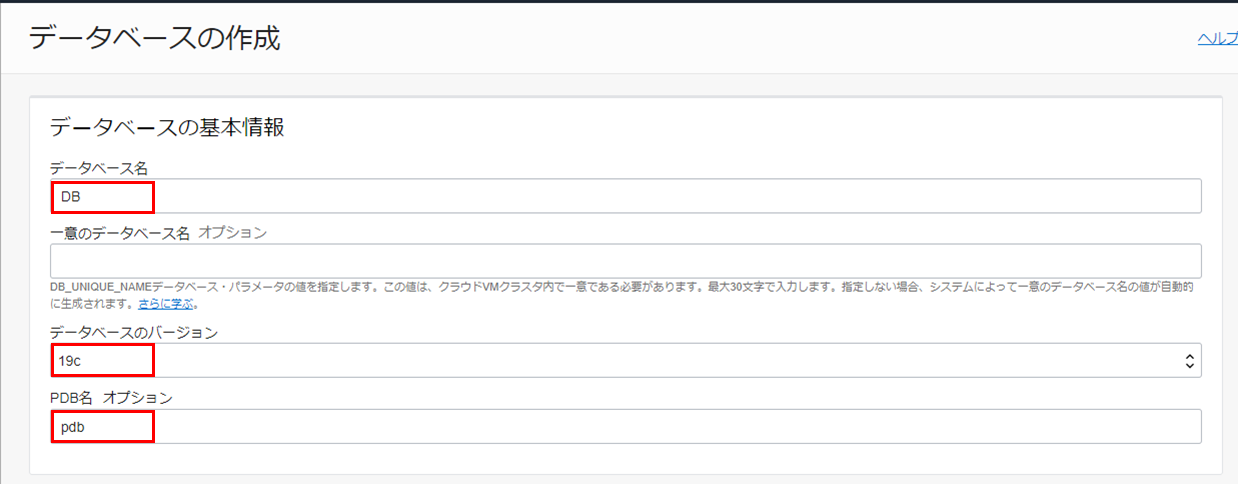 データベースの作成
ヘルプ
データベースの基本情報
データベース名
DB
一意のデータベース名 オプション
DB_UNIQUE_NAMEデータベース・パラメータの値を指定します。この値は、クラウドVMクラスタ内で一意である必要があります。最大30文字で入力します。指定しない場合、システムによって一意のデータベース名の値が自動的
に生成されます。さらに学ぶ。
データベースのバージョン
19c
PDB名 オプション
pdb